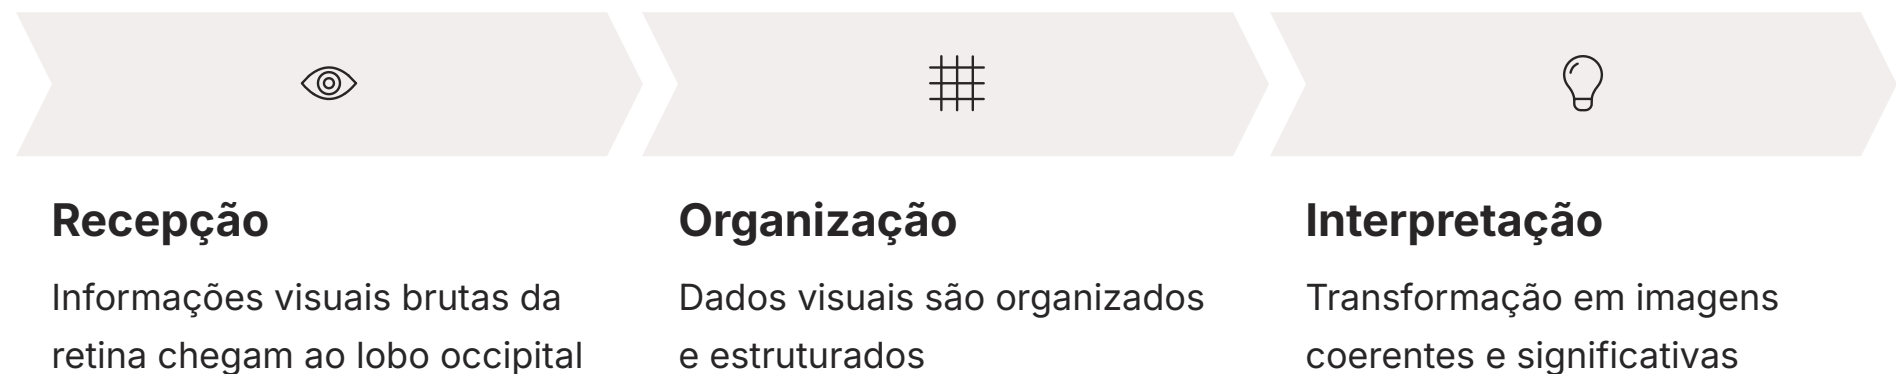 Recepção
Informações visuais brutas da
retina chegam ao lobo occipital
Organização
Dados visuais são organizados
e estruturados
Interpretação
Transformação em imagens
coerentes e significativas